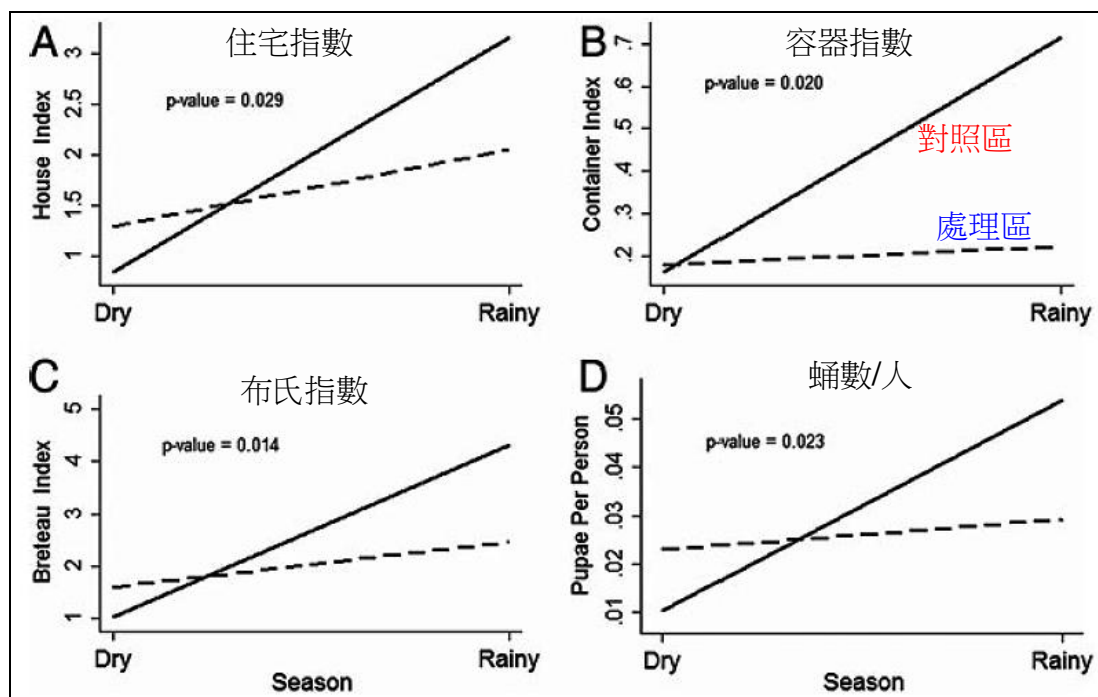 A
住宅指數
p-value = 0.029
House Index
3
2.5
2
1.5
1
Dry
Rainy
B
容器指數
p-value = 0.020
Container Index
.7
.6
.5
.4
.3
.2
對照區
處理區
Dry
Rainy
C
布氏指數
p-value = 0.014
Breteau Index
5
4
3
2
1
Dry
Rainy
Season
D
蛹數/人
p-value = 0.023
Pupae Per Person
.05
.04
.03
.02
.01
Dry
Rainy
Season